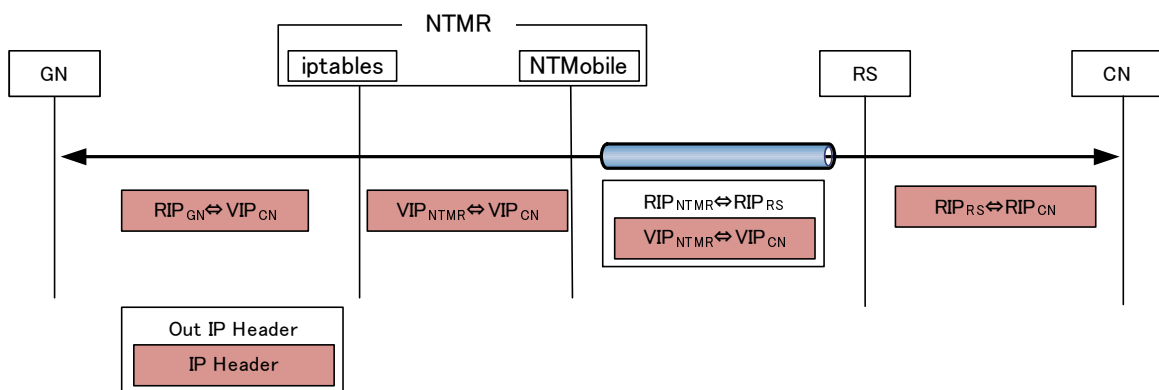 NTMR
GN
iptables
NTMobile
RS
CN
RIPGN⇔VIPCN
VIPNTMR⇔VIPCN
RIPNTMR⇔RIPRS
VIPNTMR⇔VIPCN
RIPRS⇔RIPCN
Out IP Header
IP Header